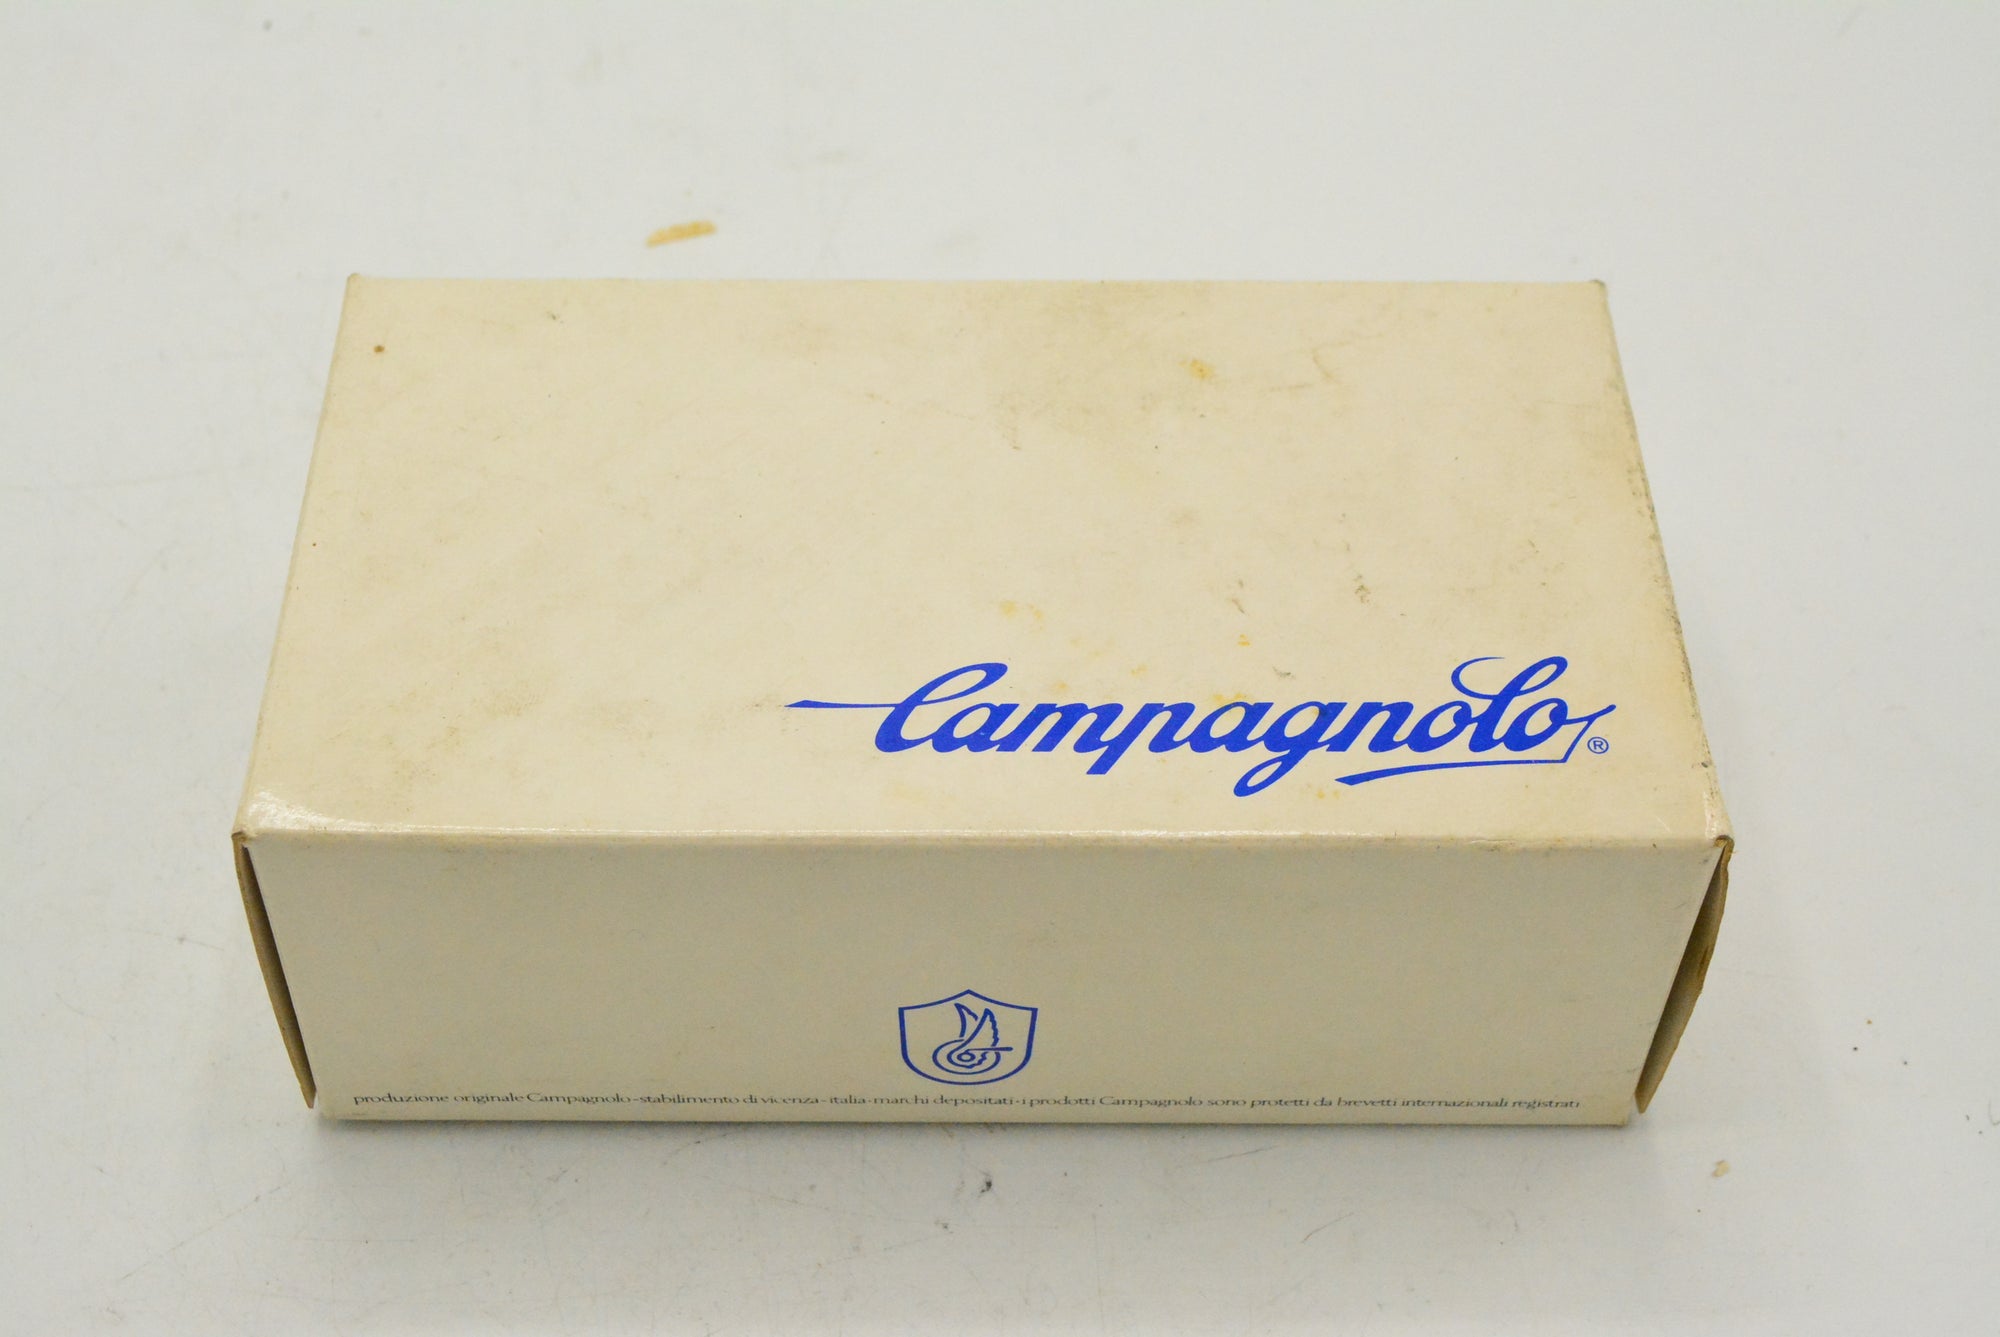 Campagnolo®
produzione originale Campagnolo-stabilimento di vicenza-italia-marchi depositati-i prodotti Campagnolo sono protetti da brevetti internazionali registrati